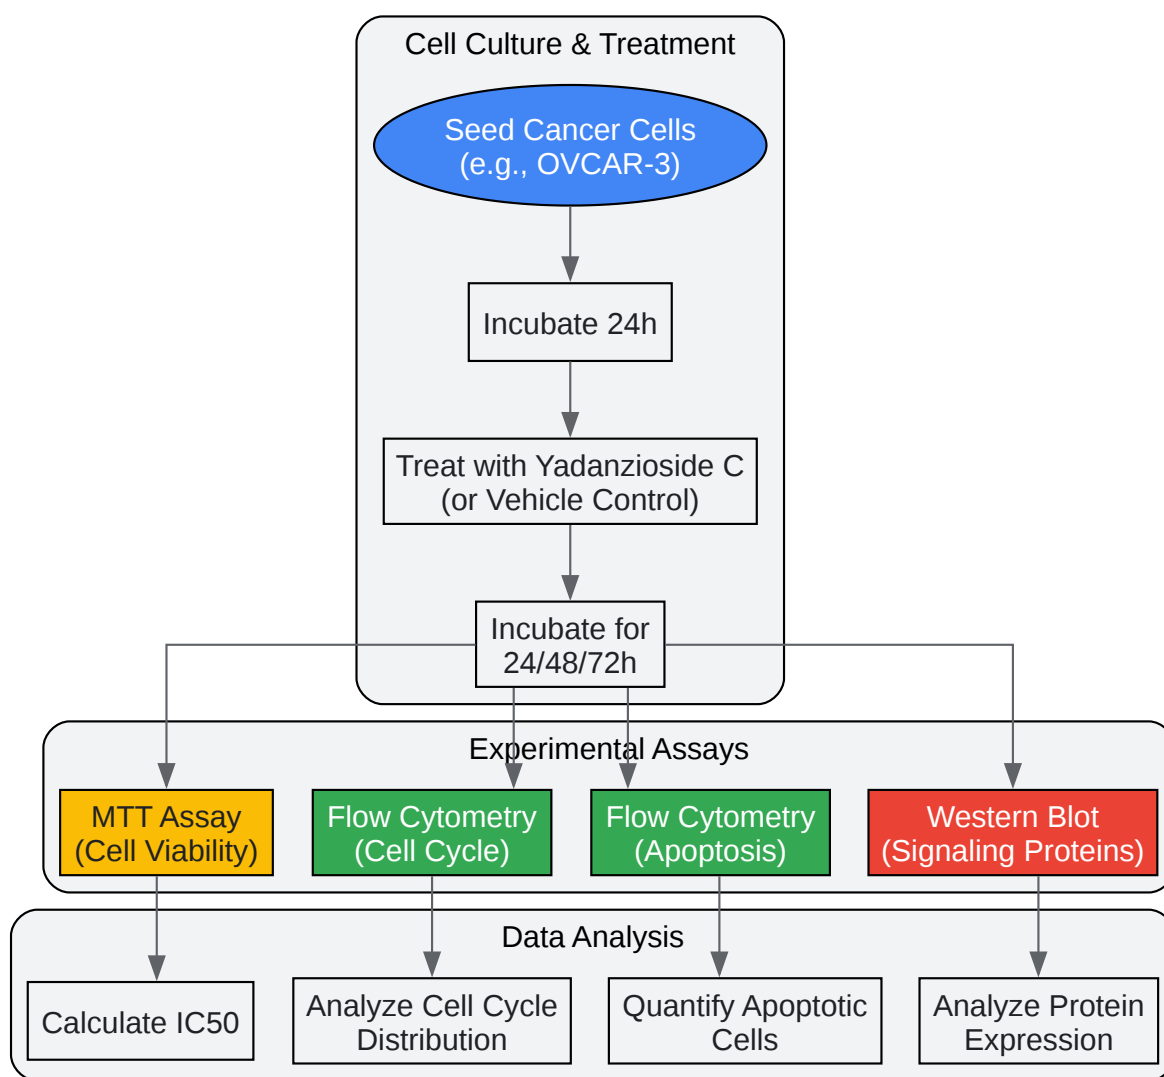 Cell Culture & Treatment
Seed Cancer Cells
(e.g., OVCAR-3)
Incubate 24h
Treat with Yadanzioside C
(or Vehicle Control)
Incubate for
24/48/72h
Experimental Assays
MTT Assay
(Cell Viability)
Flow Cytometry
(Cell Cycle)
Flow Cytometry
(Apoptosis)
Western Blot
(Signaling Proteins)
Data Analysis
Calculate IC50
Analyze Cell Cycle
Distribution
Quantify Apoptotic
Cells
Analyze Protein
Expression